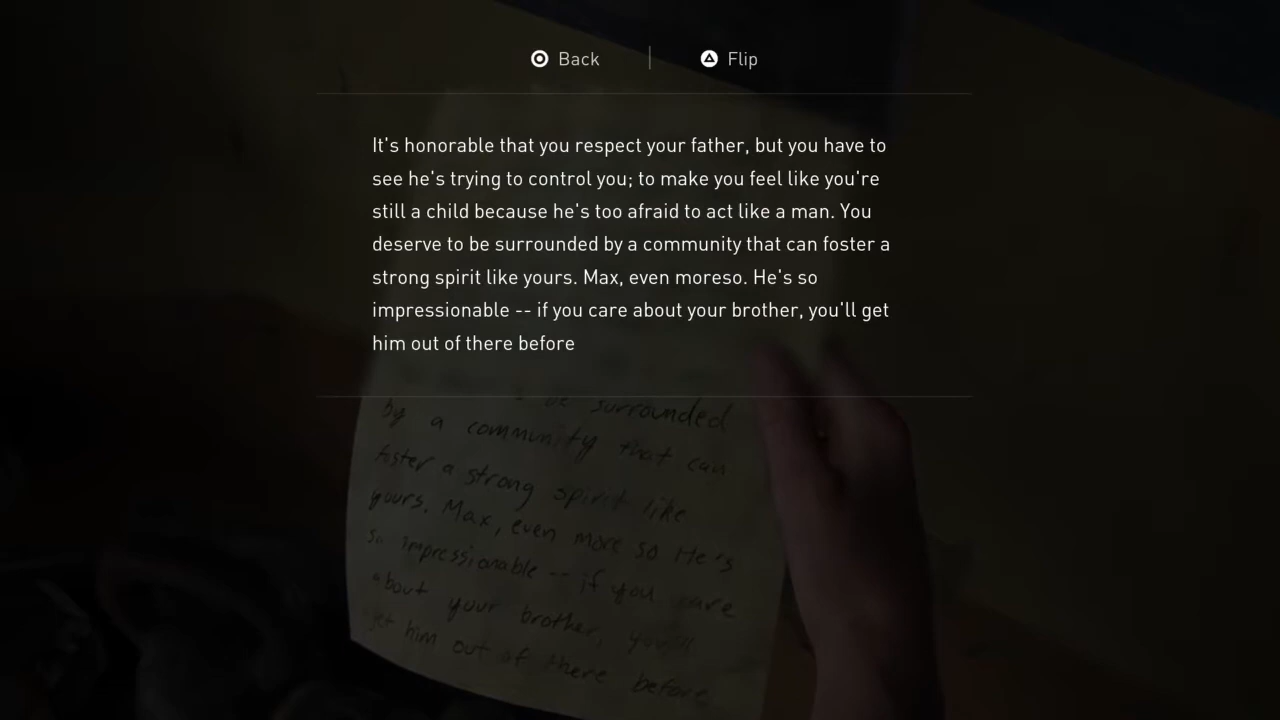 Back
Flip
It's honorable that you respect your father, but you have to
see he's trying to control you; to make you feel like you're
still a child because he's too afraid to act like a man. You
deserve to be surrounded by a community that can foster a
strong spirit like yours. Max, even moreso. He's so
impressionable -- if you care about your brother, you'll get
him out of there before
be surrounded
by a community that can
foster a strong spirit like
yours. Max, even more so He's
so impressionable -- if you care
about your brother, you'll
get him out of there before